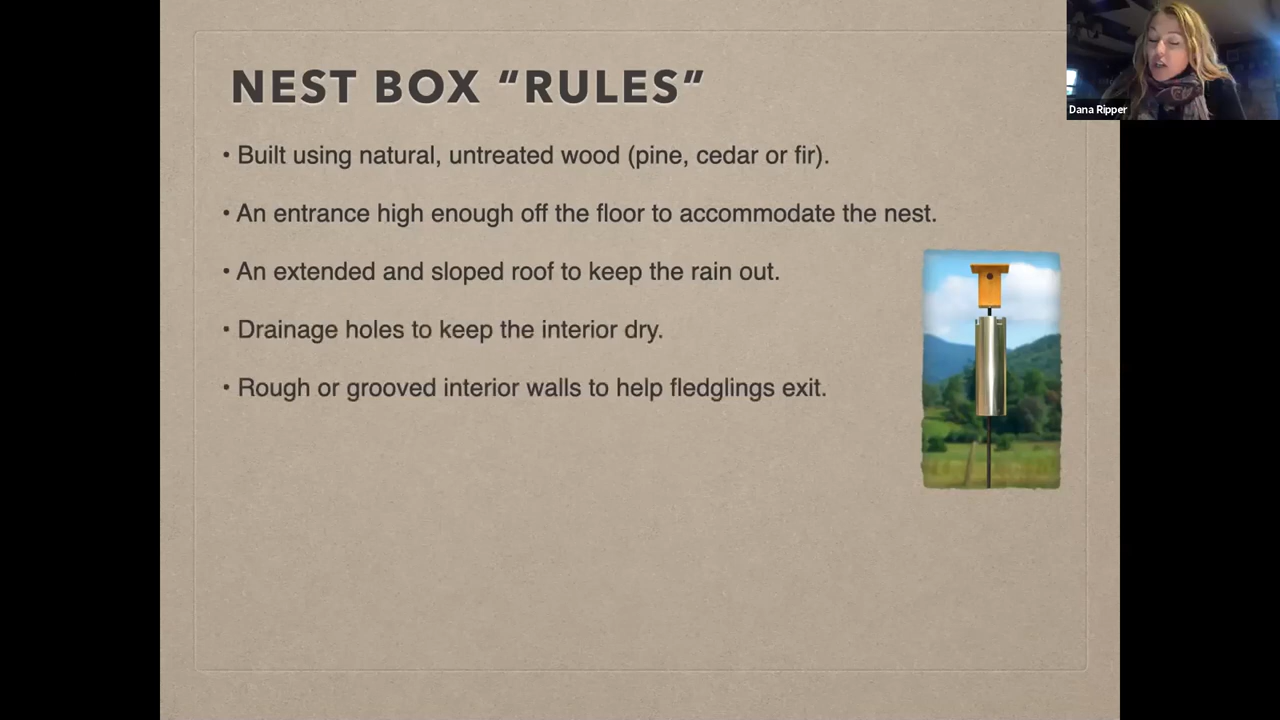 NEST BOX “RULES”
Dana Ripper
• Built using natural, untreated wood (pine, cedar or fir).
• An entrance high enough off the floor to accommodate the nest.
• An extended and sloped roof to keep the rain out.
• Drainage holes to keep the interior dry.
• Rough or grooved interior walls to help fledglings exit.